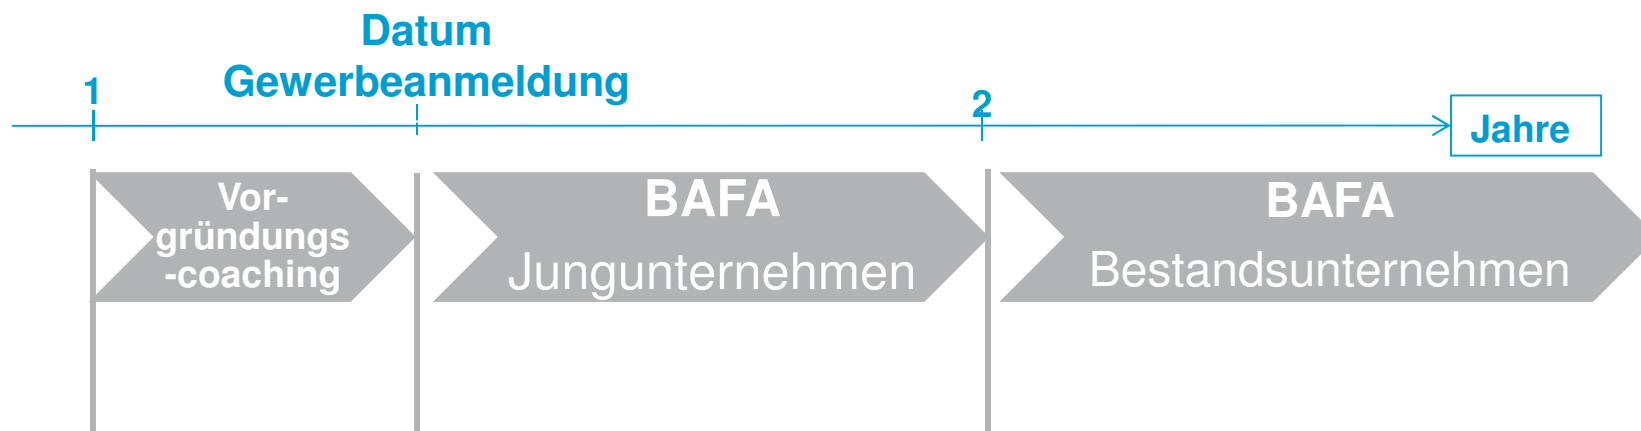 Datum
Gewerbeanmeldung
1
2
Jahre
Vor-
gründungs
-coaching
BAFA
Jungunternehmen
BAFA
Bestandsunternehmen